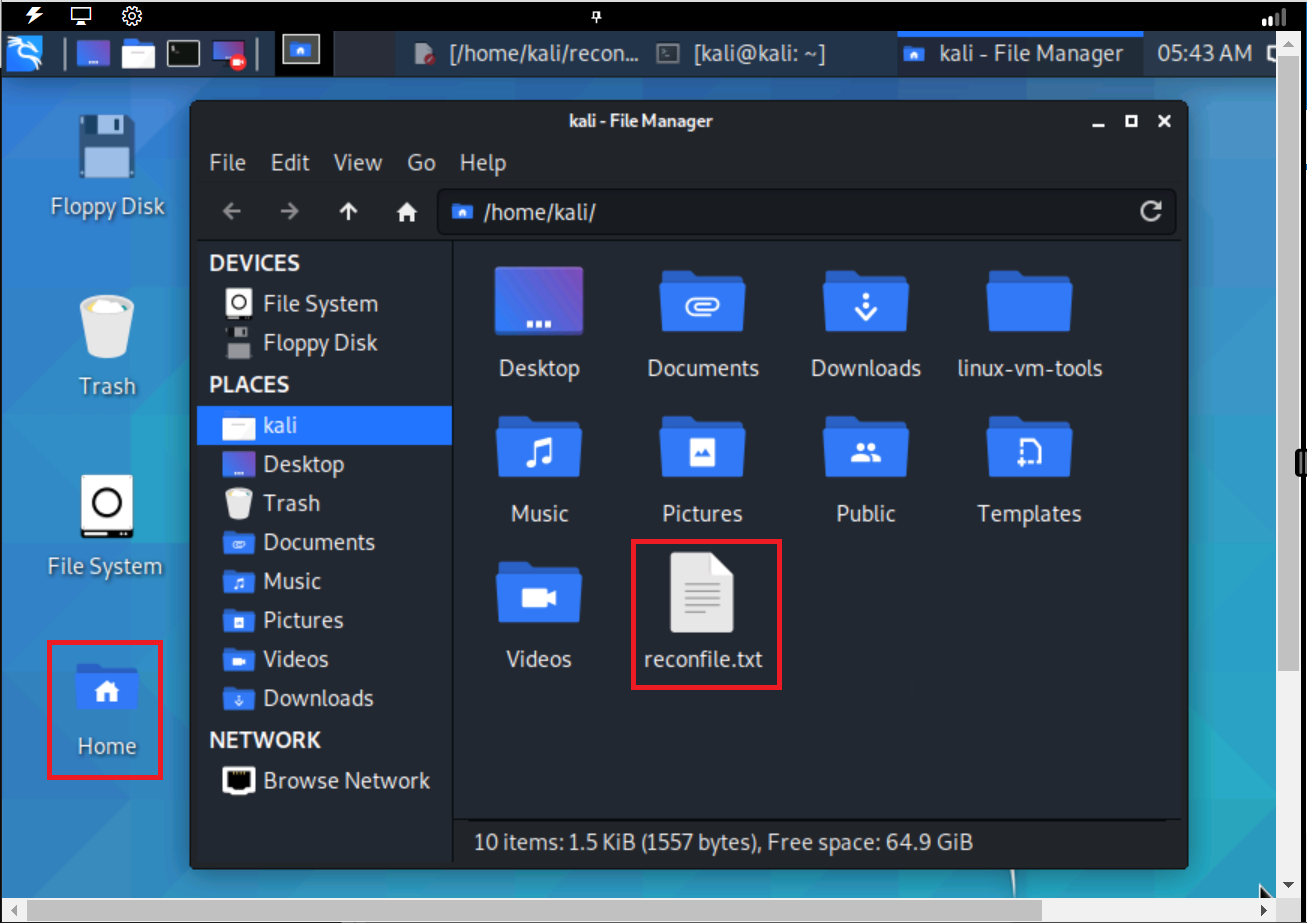 [/home/kali/recon... [kali@kali: ~] kali - File Manager 05:43 AM
kali - File Manager
File Edit View Go Help
/home/kali/
Floppy Disk
Trash
File System
Home
DEVICES
File System
Floppy Disk
PLACES
kali
Desktop
Trash
Documents
Music
Pictures
Videos
Downloads
NETWORK
Browse Network
Desktop Documents Downloads linux-vm-tools
Music Pictures Public Templates
Videos reconfile.txt
10 items: 1.5 KiB (1557 bytes), Free space: 64.9 GiB